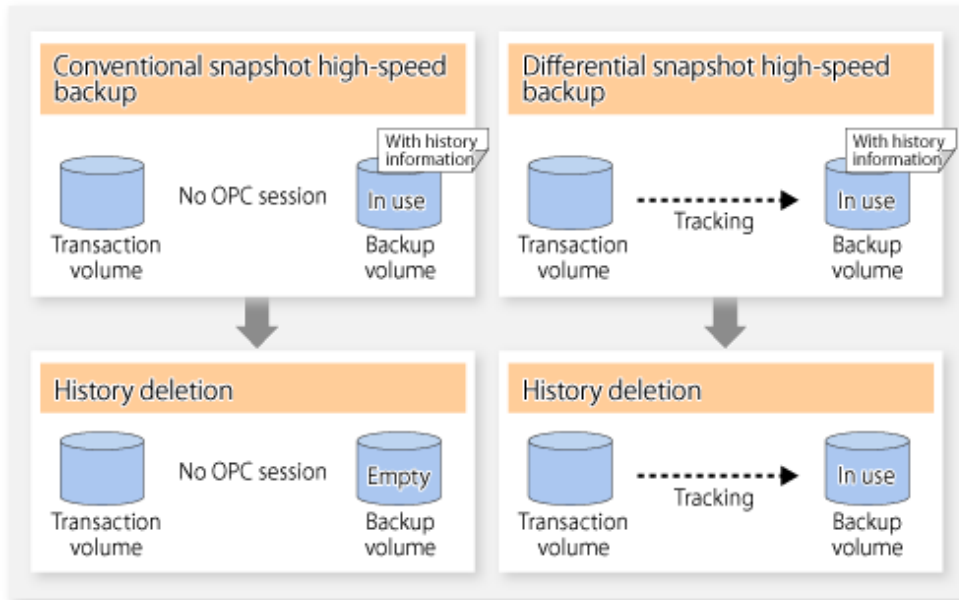 Conventional snapshot high-speed
backup
With history
information
No OPC session
In use
Transaction
volume
Backup
volume
Differential snapshot high-speed
backup
With history
information
Tracking
In use
Transaction
volume
Backup
volume
History deletion
No OPC session
Empty
Transaction
volume
Backup
volume
History deletion
Tracking
In use
Transaction
volume
Backup
volume